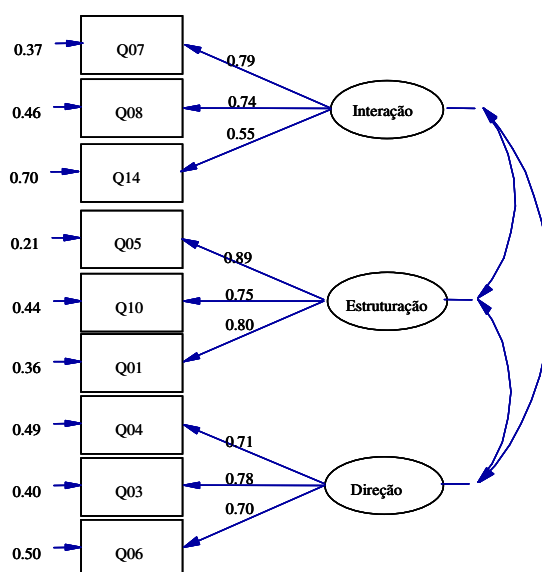 0.37 Q07 0.79
0.46 Q08 0.74 Interação
0.70 Q14 0.55
0.21 Q05 0.89
0.44 Q10 0.75 Estruturação
0.36 Q01 0.80
0.49 Q04 0.71
0.40 Q03 0.78 Direção
0.50 Q06 0.70